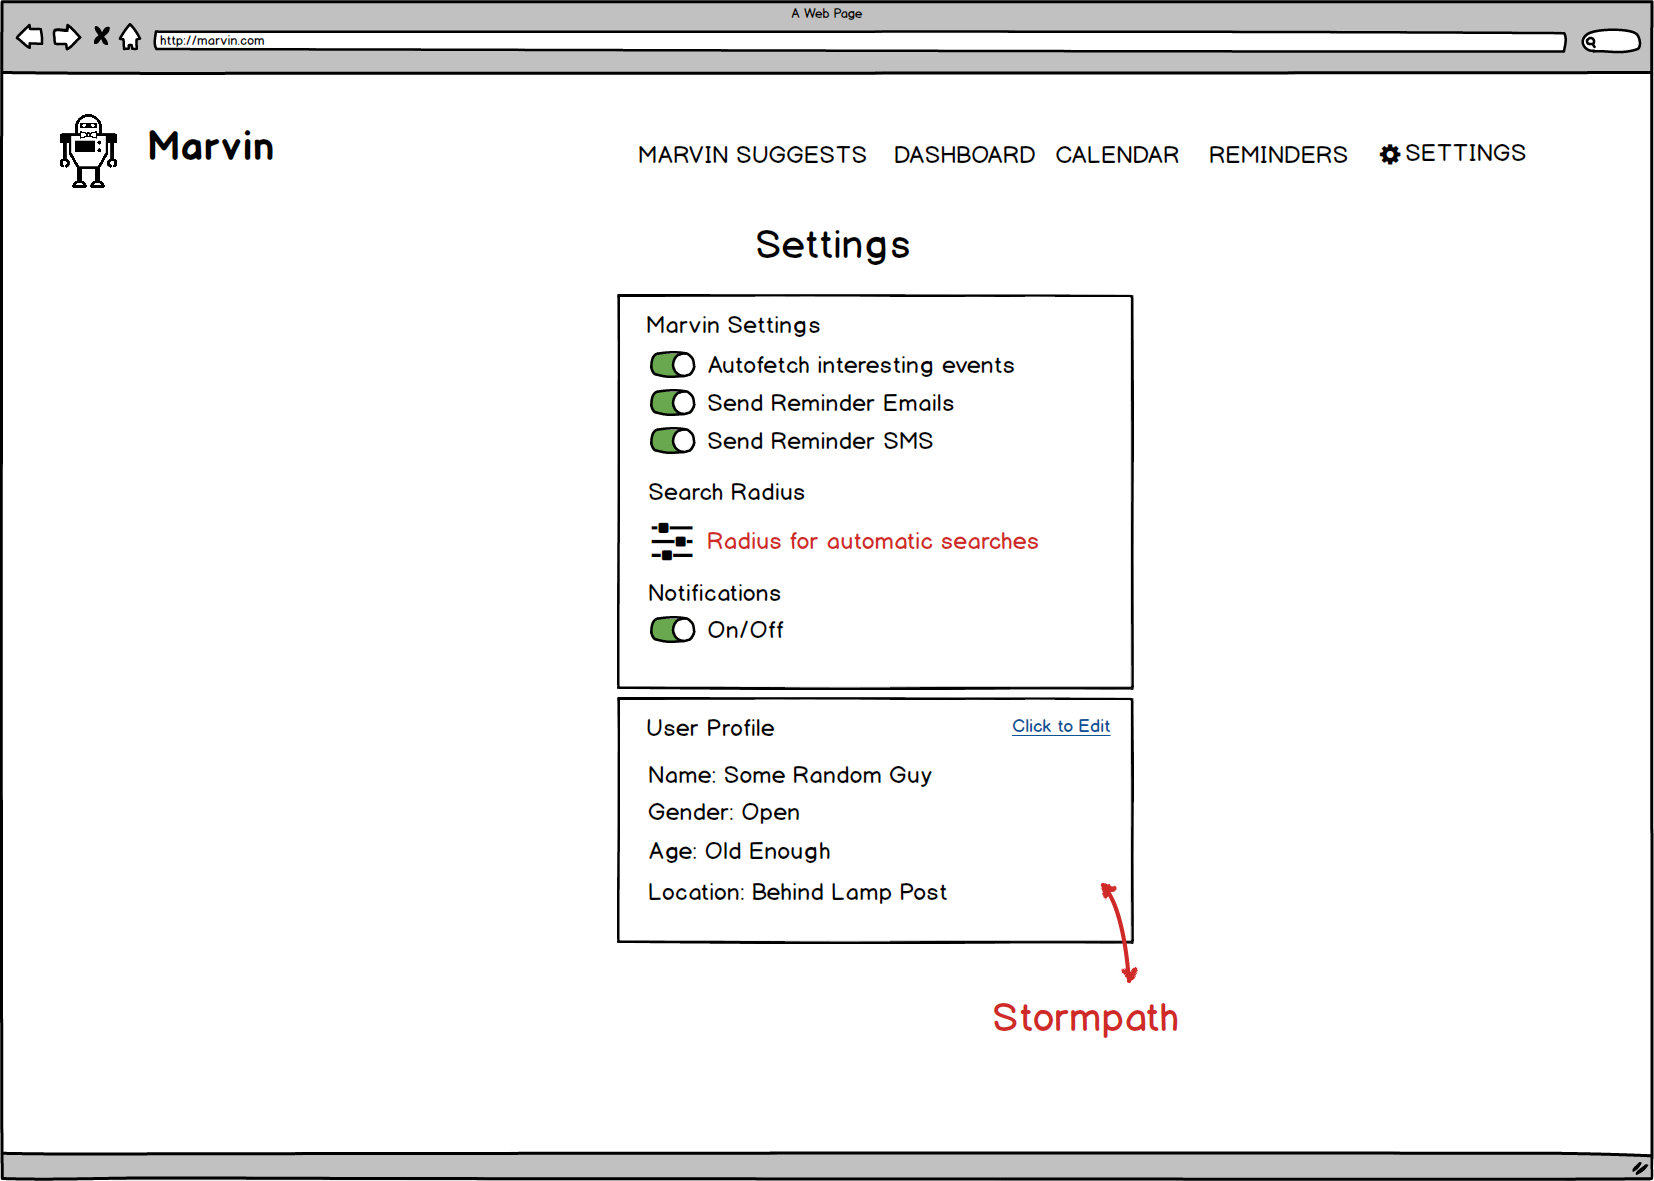 A Web Page
http://marvin.com
Marvin
MARVIN SUGGESTS DASHBOARD CALENDAR REMINDERS SETTINGS
Settings
Marvin Settings
Autofetch interesting events
Send Reminder Emails
Send Reminder SMS
Search Radius
Radius for automatic searches
Notifications
On/Off
User Profile Click to Edit
Name: Some Random Guy
Gender: Open
Age: Old Enough
Location: Behind Lamp Post
Stormpath